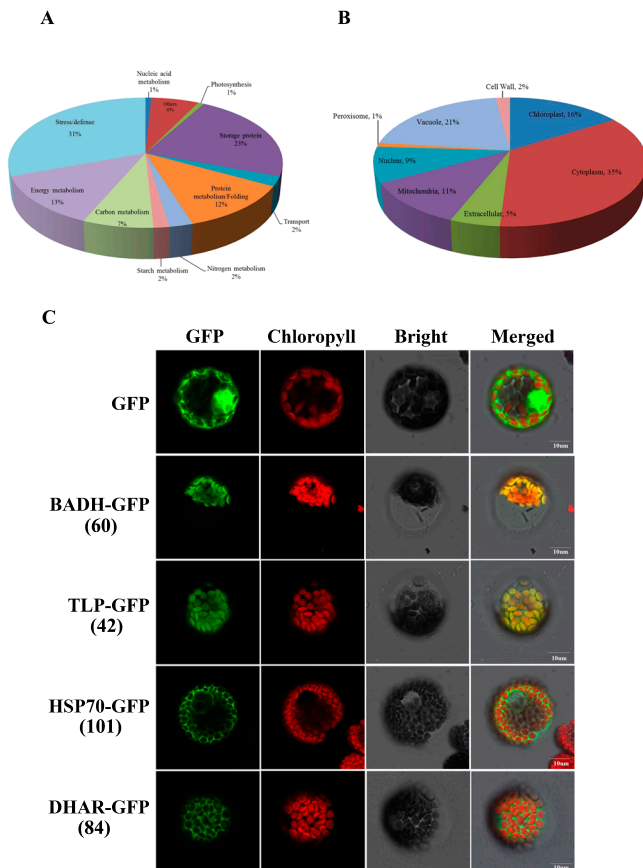 A
B
Nucleic acid
metabolism
1%
Others
6%
Photosynthesis
1%
Stress/defense
31%
Storage protein
23%
Energy metabolism
13%
Carbon metabolism
7%
Protein
metabolism/Folding
12%
Transport
2%
Starch metabolism
2%
Nitrogen metabolism
2%
Cell Wall, 2%
Chloroplast, 16%
Peroxisome, 1%
Vacuole, 21%
Nuclear, 9%
Cytoplasm, 35%
Mitochondria, 11%
Extracellular, 5%
C
GFP Chloropyll Bright Merged
GFP
10um
BADH-GFP
(60)
10um
TLP-GFP
(42)
10um
HSP70-GFP
(101)
10um
DHAR-GFP
(84)
10um